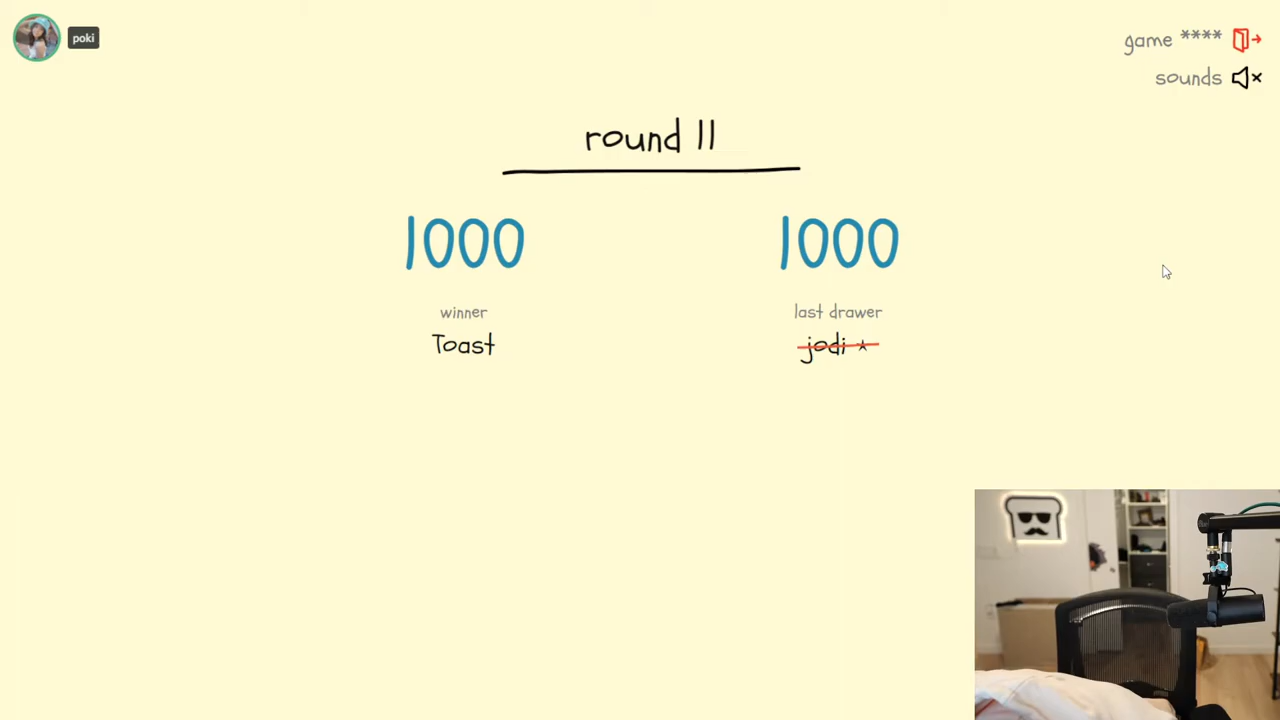 poki
game ****
sounds
round 11
1000 1000
winner last drawer
Toast jodi ⋆